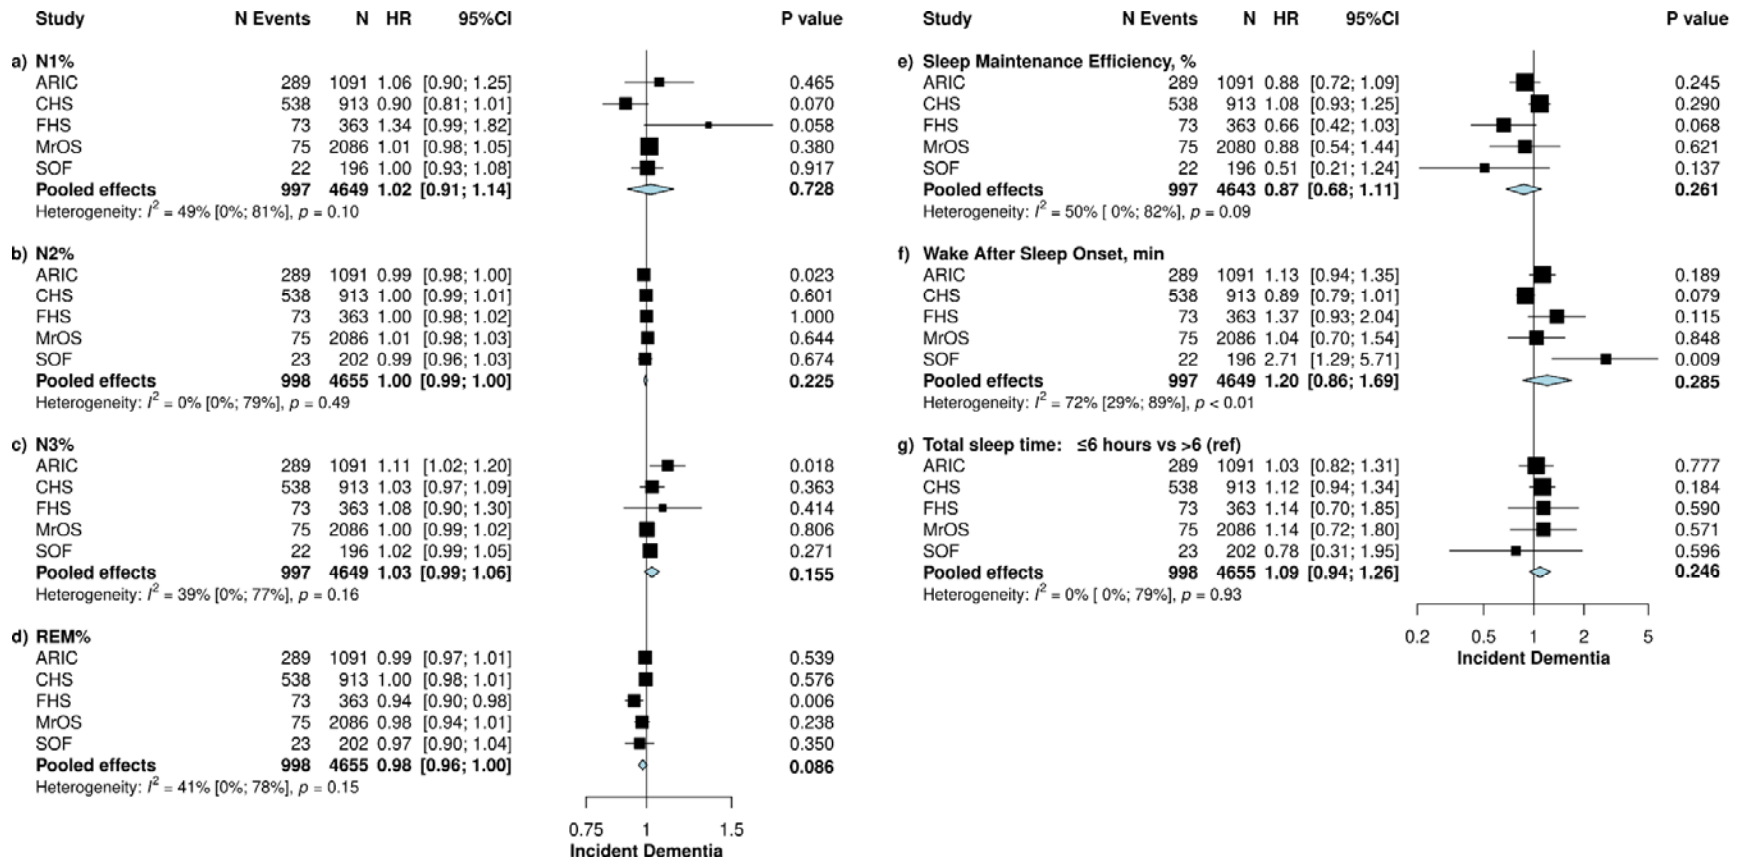 Study N Events N HR 95%CI P value
a) N1%
ARIC 289 1091 1.06 [0.90; 1.25] 0.465
CHS 538 913 0.90 [0.81; 1.01] 0.070
FHS 73 363 1.34 [0.99; 1.82] 0.058
MrOS 75 2086 1.01 [0.98; 1.05] 0.380
SOF 22 196 1.00 [0.93; 1.08] 0.917
Pooled effects 997 4649 1.02 [0.91; 1.14] 0.728
Heterogeneity: I² = 49% [0%; 81%], p = 0.10
b) N2%
ARIC 289 1091 0.99 [0.98; 1.00] 0.023
CHS 538 913 1.00 [0.99; 1.01] 0.601
FHS 73 363 1.00 [0.98; 1.02] 1.000
MrOS 75 2086 1.01 [0.98; 1.03] 0.644
SOF 23 202 0.99 [0.96; 1.03] 0.674
Pooled effects 998 4655 1.00 [0.99; 1.00] 0.225
Heterogeneity: I² = 0% [0%; 79%], p = 0.49
c) N3%
ARIC 289 1091 1.11 [1.02; 1.20] 0.018
CHS 538 913 1.03 [0.97; 1.09] 0.363
FHS 73 363 1.08 [0.90; 1.30] 0.414
MrOS 75 2086 1.00 [0.99; 1.02] 0.806
SOF 22 196 1.02 [0.99; 1.05] 0.271
Pooled effects 997 4649 1.03 [0.99; 1.06] 0.155
Heterogeneity: I² = 39% [0%; 77%], p = 0.16
d) REM%
ARIC 289 1091 0.99 [0.97; 1.01] 0.539
CHS 538 913 1.00 [0.98; 1.01] 0.576
FHS 73 363 0.94 [0.90; 0.98] 0.006
MrOS 75 2086 0.98 [0.94; 1.01] 0.238
SOF 23 202 0.97 [0.90; 1.04] 0.350
Pooled effects 998 4655 0.98 [0.96; 1.00] 0.086
Heterogeneity: I² = 41% [0%; 78%], p = 0.15
0.75 1 1.5
Incident Dementia
Study N Events N HR 95%CI P value
e) Sleep Maintenance Efficiency, %
ARIC 289 1091 0.88 [0.72; 1.09] 0.245
CHS 538 913 1.08 [0.93; 1.25] 0.290
FHS 73 363 0.66 [0.42; 1.03] 0.068
MrOS 75 2080 0.88 [0.54; 1.44] 0.621
SOF 22 196 0.51 [0.21; 1.24] 0.137
Pooled effects 997 4643 0.87 [0.68; 1.11] 0.261
Heterogeneity: I² = 50% [ 0%; 82%], p = 0.09
f) Wake After Sleep Onset, min
ARIC 289 1091 1.13 [0.94; 1.35] 0.189
CHS 538 913 0.89 [0.79; 1.01] 0.079
FHS 73 363 1.37 [0.93; 2.04] 0.115
MrOS 75 2086 1.04 [0.70; 1.54] 0.848
SOF 22 196 2.71 [1.29; 5.71] 0.009
Pooled effects 997 4649 1.20 [0.86; 1.69] 0.285
Heterogeneity: I² = 72% [29%; 89%], p < 0.01
g) Total sleep time: ≤6 hours vs >6 (ref)
ARIC 289 1091 1.03 [0.82; 1.31] 0.777
CHS 538 913 1.12 [0.94; 1.34] 0.184
FHS 73 363 1.14 [0.70; 1.85] 0.590
MrOS 75 2086 1.14 [0.72; 1.80] 0.571
SOF 23 202 0.78 [0.31; 1.95] 0.596
Pooled effects 998 4655 1.09 [0.94; 1.26] 0.246
Heterogeneity: I² = 0% [ 0%; 79%], p = 0.93
0.2 0.5 1 2 5
Incident Dementia